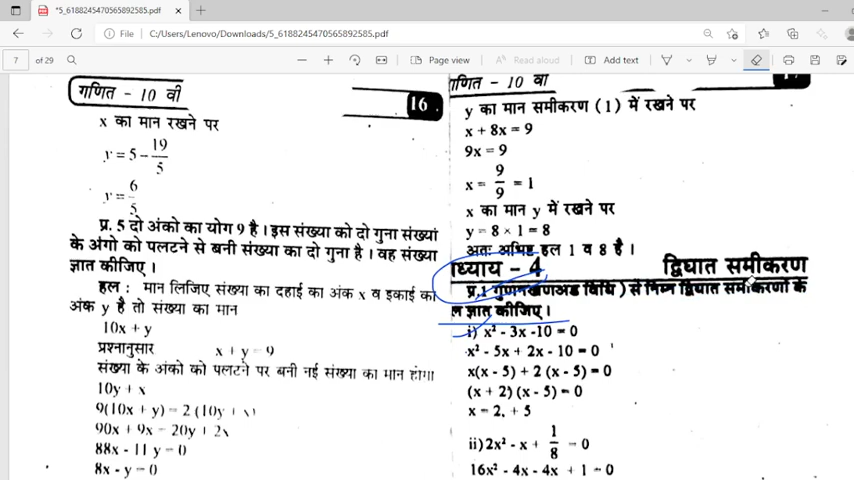 *5_6188245470565892585.pdf
File | C:/Users/Lenovo/Downloads/5_6188245470565892585.pdf
7 of 29
Page view
Read aloud
Add text
गणित - 10 वी
16
x का मान रखने पर
y = 5 - 19/5
y = 6/5
प्र. 5 दो अंको का योग 9 है। इस संख्या को दो गुना संख्यां
के अंगो को पलटने से बनी संख्या का दो गुना है। वह संख्या
ज्ञात कीजिए।
हल : मान लिजिए संख्या का दहाई का अंक x व इकाई का
अंक y है तो संख्या का मान
10x + y
प्रश्नानुसार x + y = 9
संख्या के अंको को पलटने पर बनी नई संख्या का मान होगा
10y + x
9(10x + y) = 2 (10y + x)
90x + 9x - 20y + 2x
88x - 11 y = 0
8x - y = 0
गणित - 10 वी
y का मान समीकरण (1) में रखने पर
x + 8x = 9
9x = 9
x = 9/9 = 1
x का मान y में रखने पर
y = 8 × 1 = 8
अतः अभिष्ट हल 1 व 8 है।
ध्याय - 4 द्विघात समीकरण
प्र.1 विधि) से निम्न द्विघात समीकरणों के
ल ज्ञात कीजिए।
i) x² - 3x -10 = 0
x² - 5x + 2x - 10 = 0
x(x - 5) + 2 (x - 5) = 0
(x + 2) (x - 5) = 0
x = 2, + 5
ii) 2x² - x + 1/8 = 0
16x² - 4x - 4x + 1 = 0